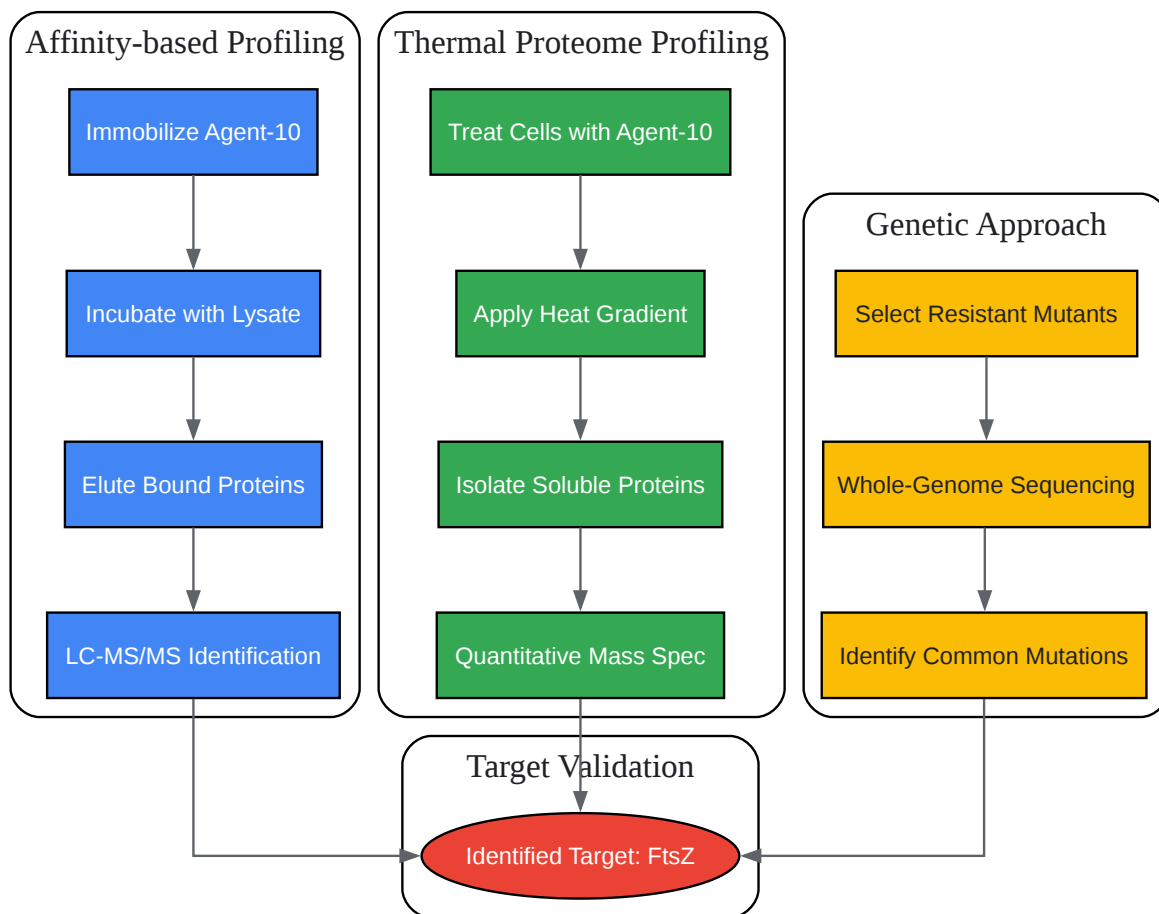 Affinity-based Profiling
Immobilize Agent-10
Incubate with Lysate
Elute Bound Proteins
LC-MS/MS Identification
Thermal Proteome Profiling
Treat Cells with Agent-10
Apply Heat Gradient
Isolate Soluble Proteins
Quantitative Mass Spec
Genetic Approach
Select Resistant Mutants
Whole-Genome Sequencing
Identify Common Mutations
Target Validation
Identified Target: FtsZ